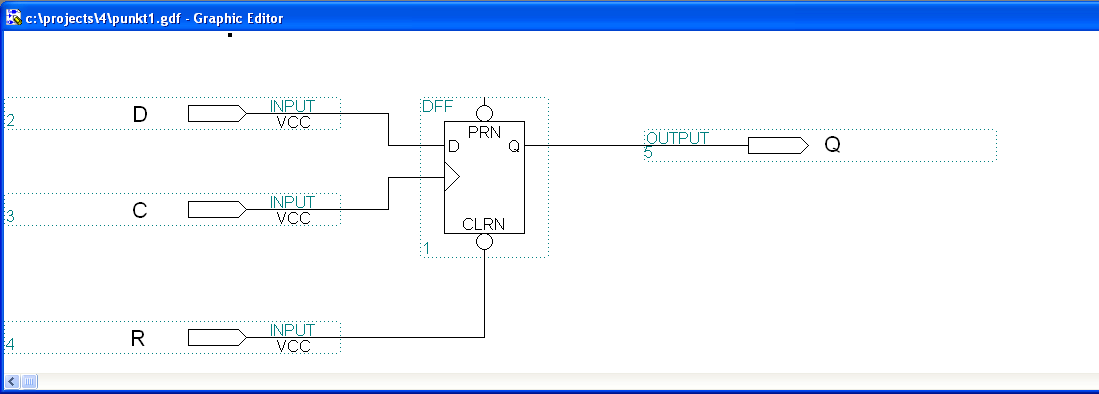 c:\projects\4\punkt1.gdf - Graphic Editor
D INPUT
VCC
2
DFF
PRN
D Q
OUTPUT
5
Q
C INPUT
VCC
3
CLRN
1
R INPUT
VCC
4